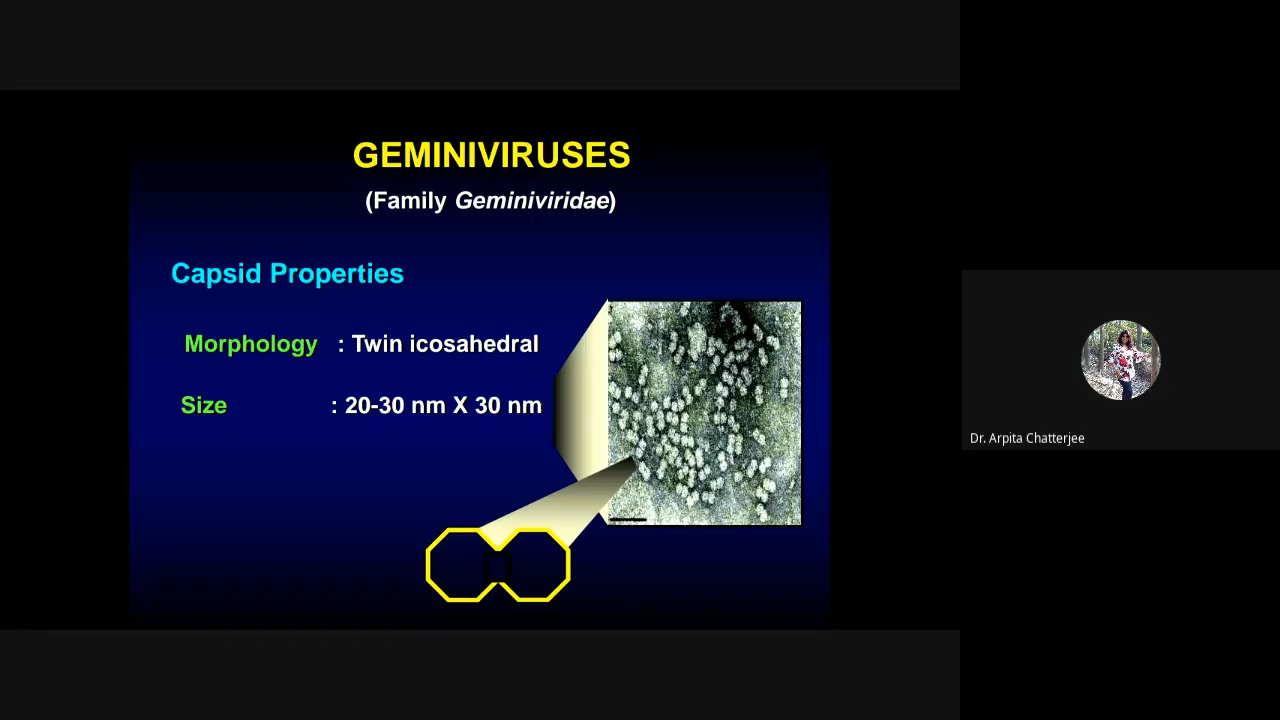 GEMINIVIRUSES
(Family Geminiviridae)
Capsid Properties
Morphology : Twin icosahedral
Size : 20-30 nm X 30 nm
Dr. Arpita Chatterjee